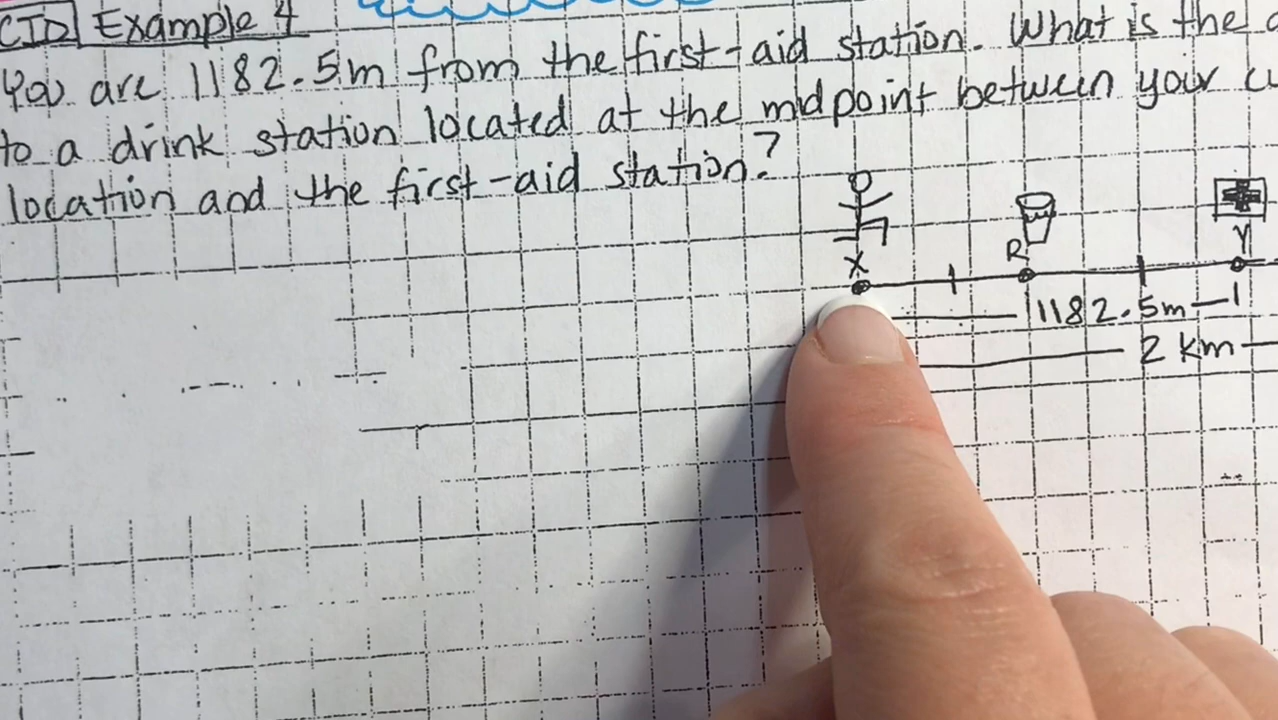 CID Example 4
You are 1182.5m from the first-aid station. What is the
to a drink station located at the midpoint between your
location and the first-aid station?
R
Y
X
1182.5m
2 km